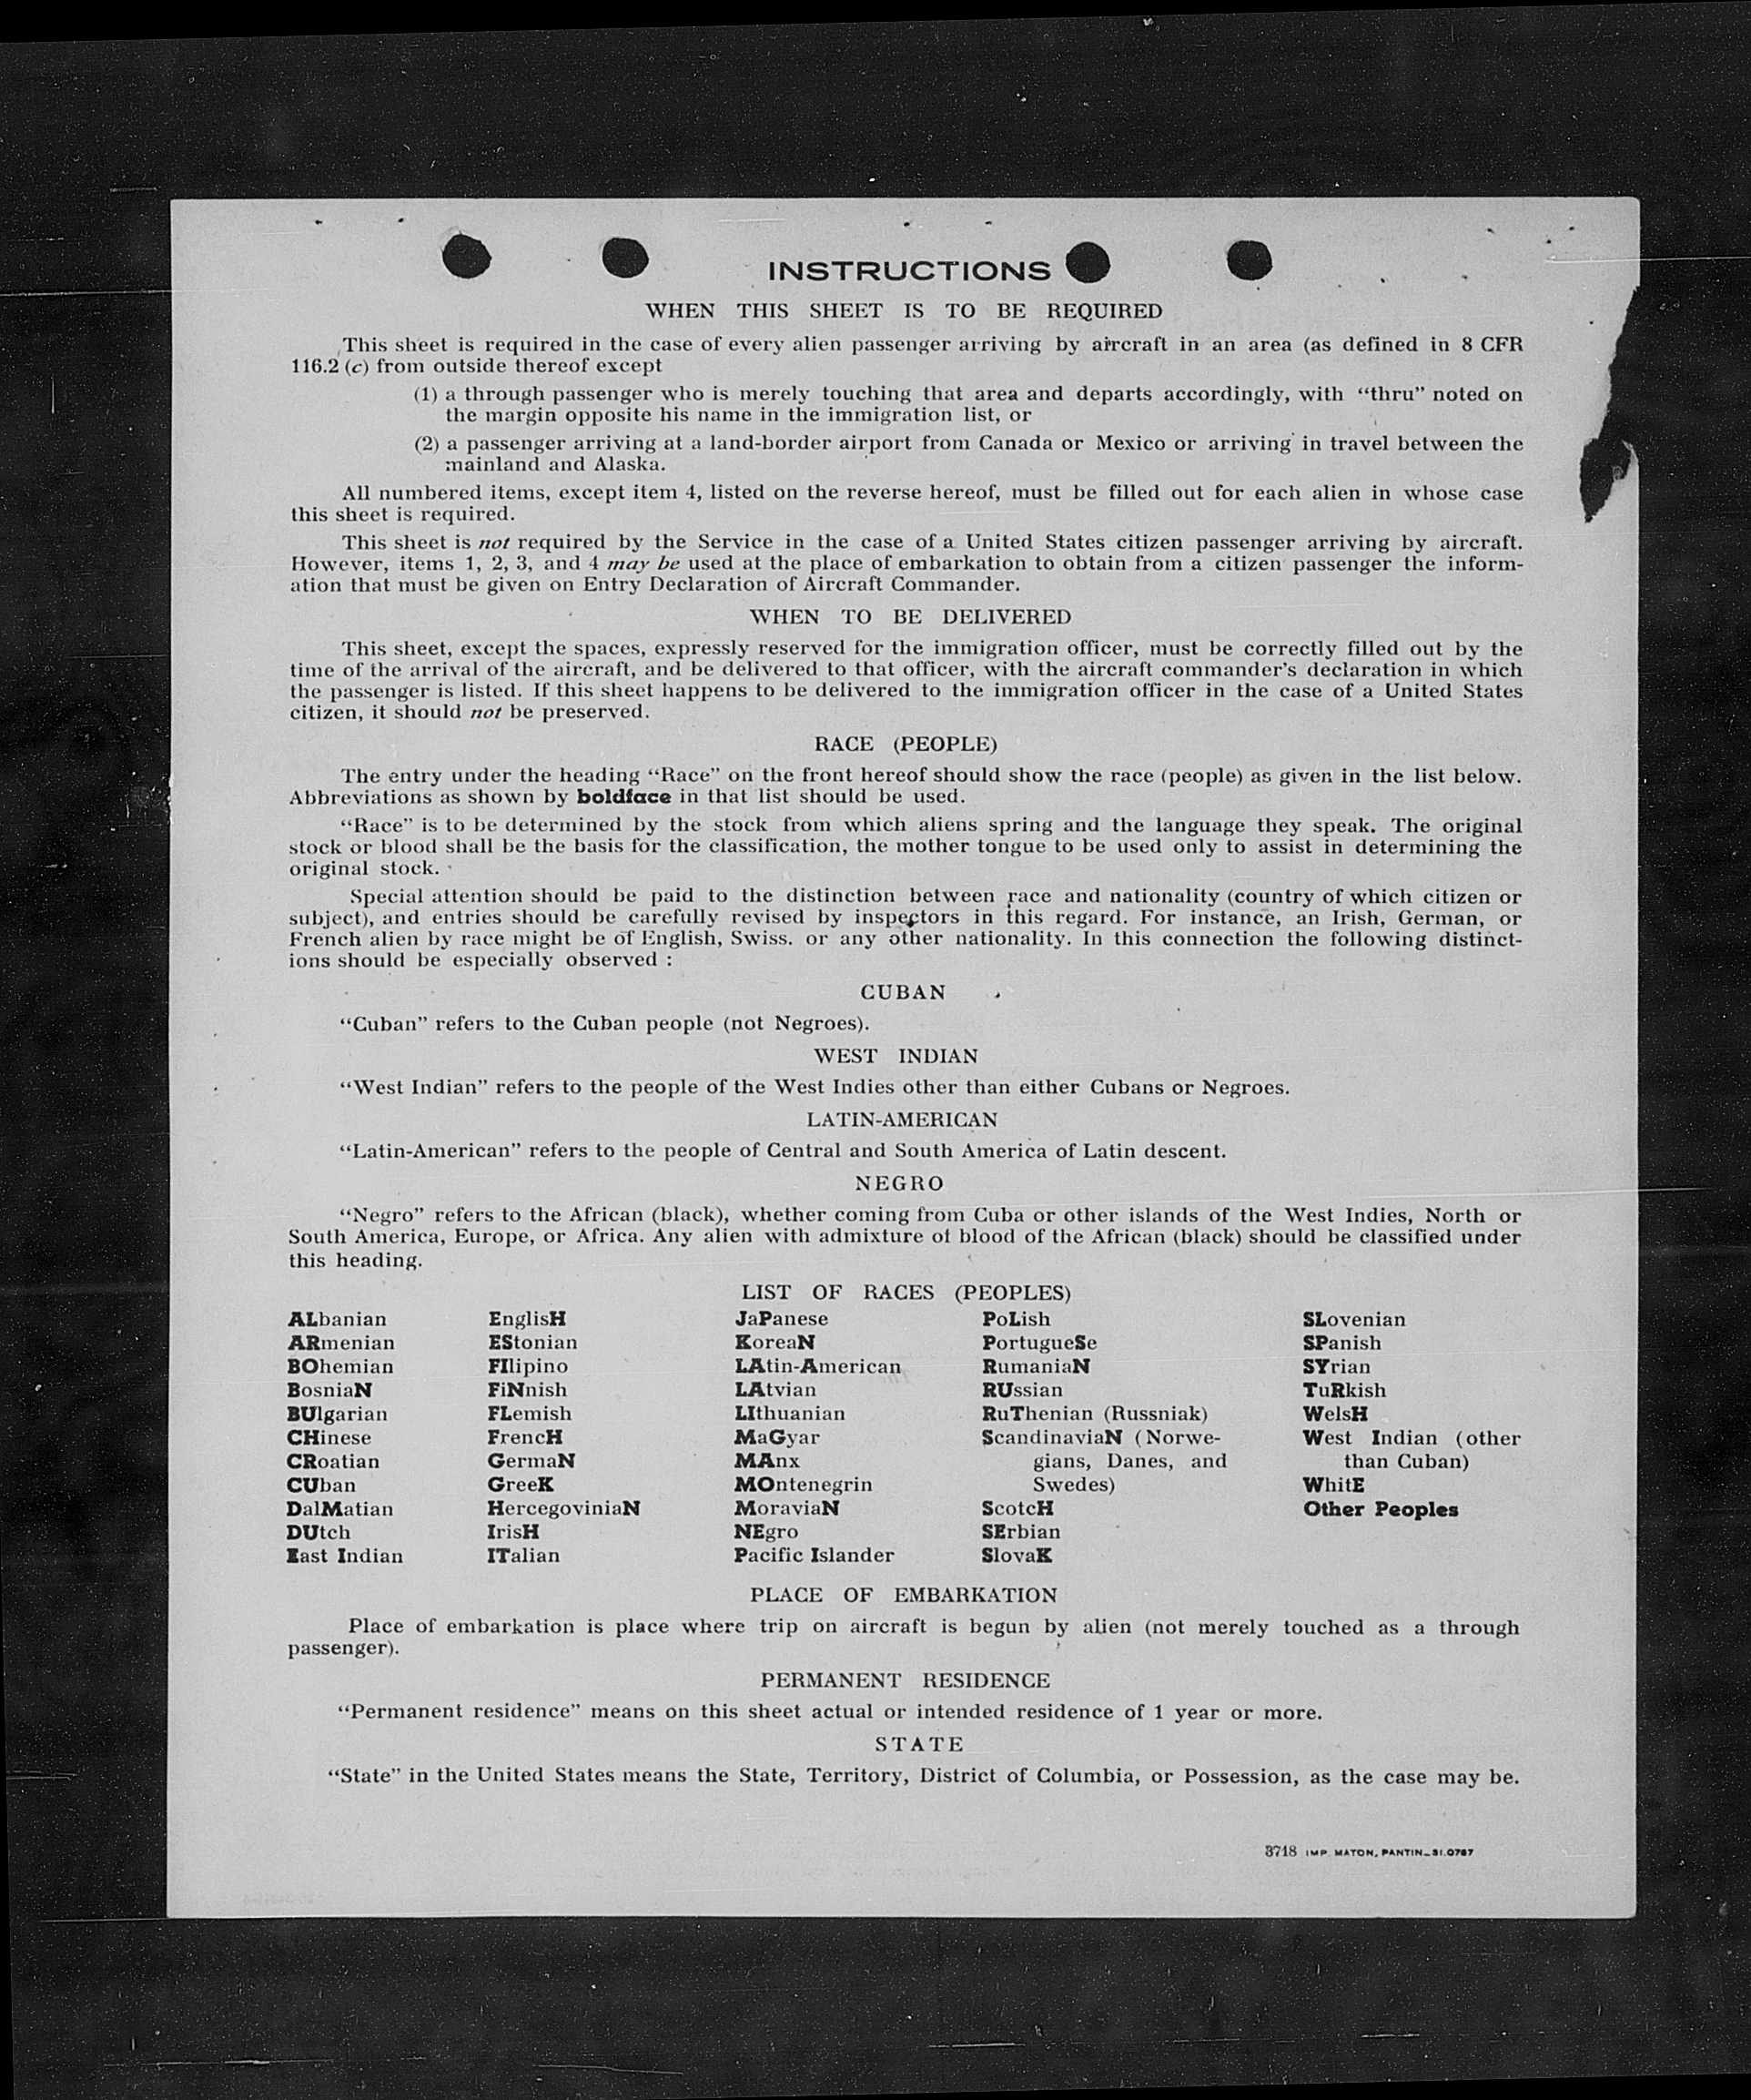 INSTRUCTIONS
WHEN THIS SHEET IS TO BE REQUIRED
This sheet is required in the case of every alien passenger arriving by aircraft in an area (as defined in 8 CFR
116.2 (c) from outside thereof except
(1) a through passenger who is merely touching that area and departs accordingly, with “thru” noted on
the margin opposite his name in the immigration list, or
(2) a passenger arriving at a land-border airport from Canada or Mexico or arriving in travel between the
mainland and Alaska.
All numbered items, except item 4, listed on the reverse hereof, must be filled out for each alien in whose case
this sheet is required.
This sheet is not required by the Service in the case of a United States citizen passenger arriving by aircraft.
However, items 1, 2, 3, and 4 may be used at the place of embarkation to obtain from a citizen passenger the inform-
ation that must be given on Entry Declaration of Aircraft Commander.
WHEN TO BE DELIVERED
This sheet, except the spaces, expressly reserved for the immigration officer, must be correctly filled out by the
time of the arrival of the aircraft, and be delivered to that officer, with the aircraft commander’s declaration in which
the passenger is listed. If this sheet happens to be delivered to the immigration officer in the case of a United States
citizen, it should not be preserved.
RACE (PEOPLE)
The entry under the heading “Race” on the front hereof should show the race (people) as given in the list below.
Abbreviations as shown by boldface in that list should be used.
“Race” is to be determined by the stock from which aliens spring and the language they speak. The original
stock or blood shall be the basis for the classification, the mother tongue to be used only to assist in determining the
original stock.
Special attention should be paid to the distinction between race and nationality (country of which citizen or
subject), and entries should be carefully revised by inspectors in this regard. For instance, an Irish, German, or
French alien by race might be of English, Swiss. or any other nationality. In this connection the following distinct-
ions should be especially observed :
CUBAN
“Cuban” refers to the Cuban people (not Negroes).
WEST INDIAN
“West Indian” refers to the people of the West Indies other than either Cubans or Negroes.
LATIN-AMERICAN
“Latin-American” refers to the people of Central and South America of Latin descent.
NEGRO
“Negro” refers to the African (black), whether coming from Cuba or other islands of the West Indies, North or
South America, Europe, or Africa. Any alien with admixture of blood of the African (black) should be classified under
this heading.
LIST OF RACES (PEOPLES)
ALbanian
ARmenian
BOhemian
BosniaN
BUlgarian
CHinese
CRoatian
CUban
DalMatian
DUtch
East Indian
EnglisH
EStonian
FIlipino
FiNnish
FLemish
FrencH
GermaN
GreeK
HercegoviniaN
IrisH
ITalian
JaPanese
KoreaN
LAtin-American
LAtvian
LIthuanian
MaGyar
MAnx
MOntenegrin
MoraviaN
NEgro
Pacific Islander
PoLish
PortugueSe
RumaniaN
RUssian
RuThenian (Russniak)
ScandinaviaN (Norwe-
gians, Danes, and
Swedes)
ScotcH
SErbian
SlovaK
SLovenian
SPanish
SYrian
TuRkish
WelsH
West Indian (other
than Cuban)
WhitE
Other Peoples
PLACE OF EMBARKATION
Place of embarkation is place where trip on aircraft is begun by alien (not merely touched as a through
passenger).
PERMANENT RESIDENCE
“Permanent residence” means on this sheet actual or intended residence of 1 year or more.
STATE
“State” in the United States means the State, Territory, District of Columbia, or Possession, as the case may be.
3718 IMP. MATON, PANTIN_31.0767